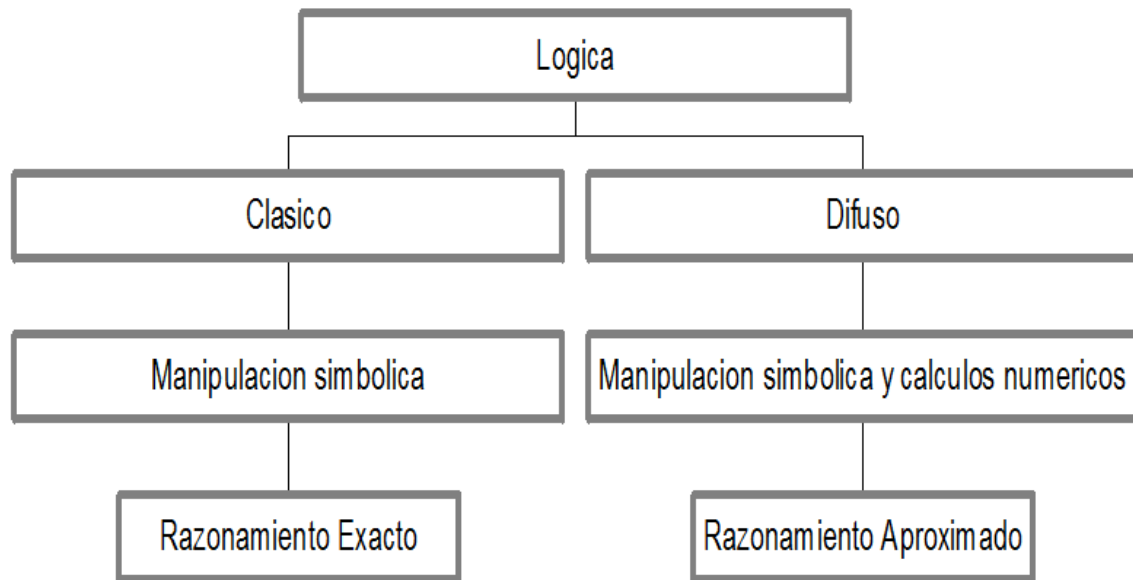 Logica
Clasico
Difuso
Manipulacion simbolica
Manipulacion simbolica y calculos numericos
Razonamiento Exacto
Razonamiento Aproximado